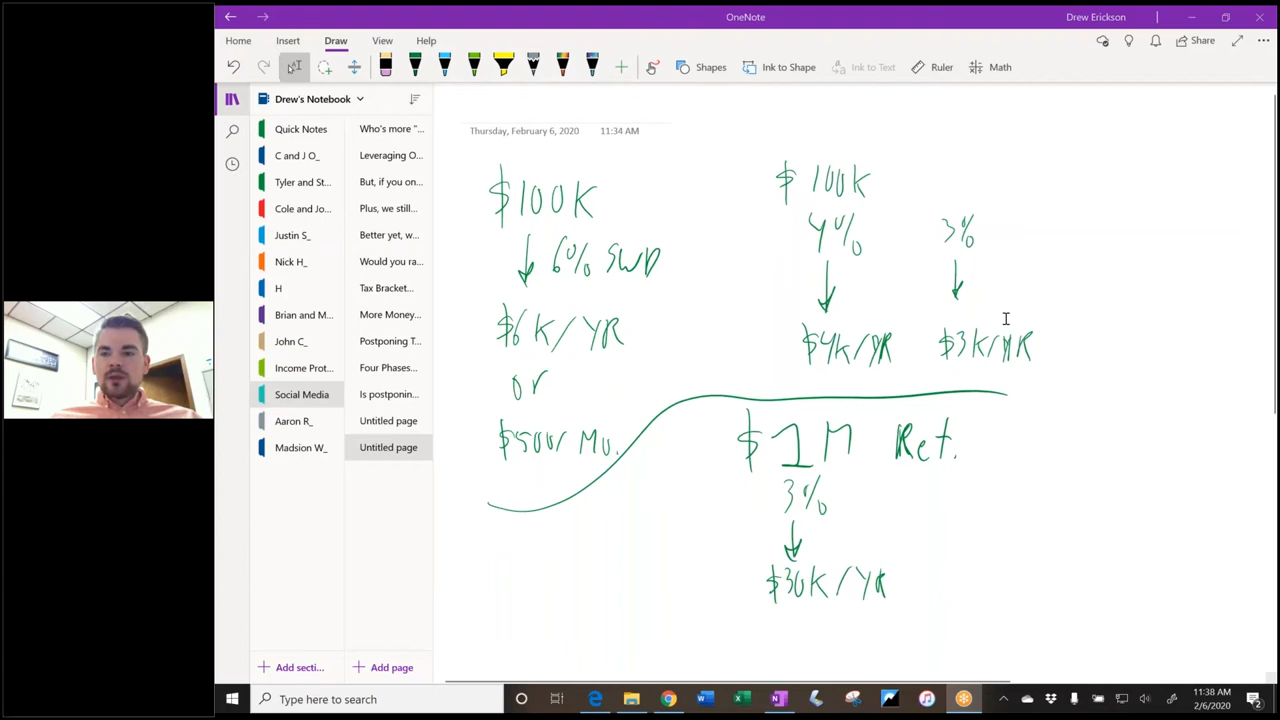 OneNote
Drew Erickson
Home
Insert
Draw
View
Help
Share
Shapes
Ink to Shape
Ink to Text
Ruler
Math
Drew's Notebook
Quick Notes
C and J O_
Tyler and St...
Cole and Jo...
Justin S_
Nick H_
H
Brian and M...
John C_
Income Prot...
Social Media
Aaron R_
Madsion W_
Add secti...
Who's more "...
Leveraging O...
But, if you on...
Plus, we still...
Better yet, w...
Would you ra...
Tax Bracket...
More Money...
Postponing T...
Four Phases...
Is postponin...
Untitled page
Untitled page
Add page
Thursday, February 6, 2020
11:34 AM
$100K
6% SWD
$6K/YR
or
$500/Mo.
$ 100K
4%
3%
$4K/YR
$3K/YR
$1M Ret.
3%
$30K/YR
Type here to search
11:38 AM
2/6/2020
2